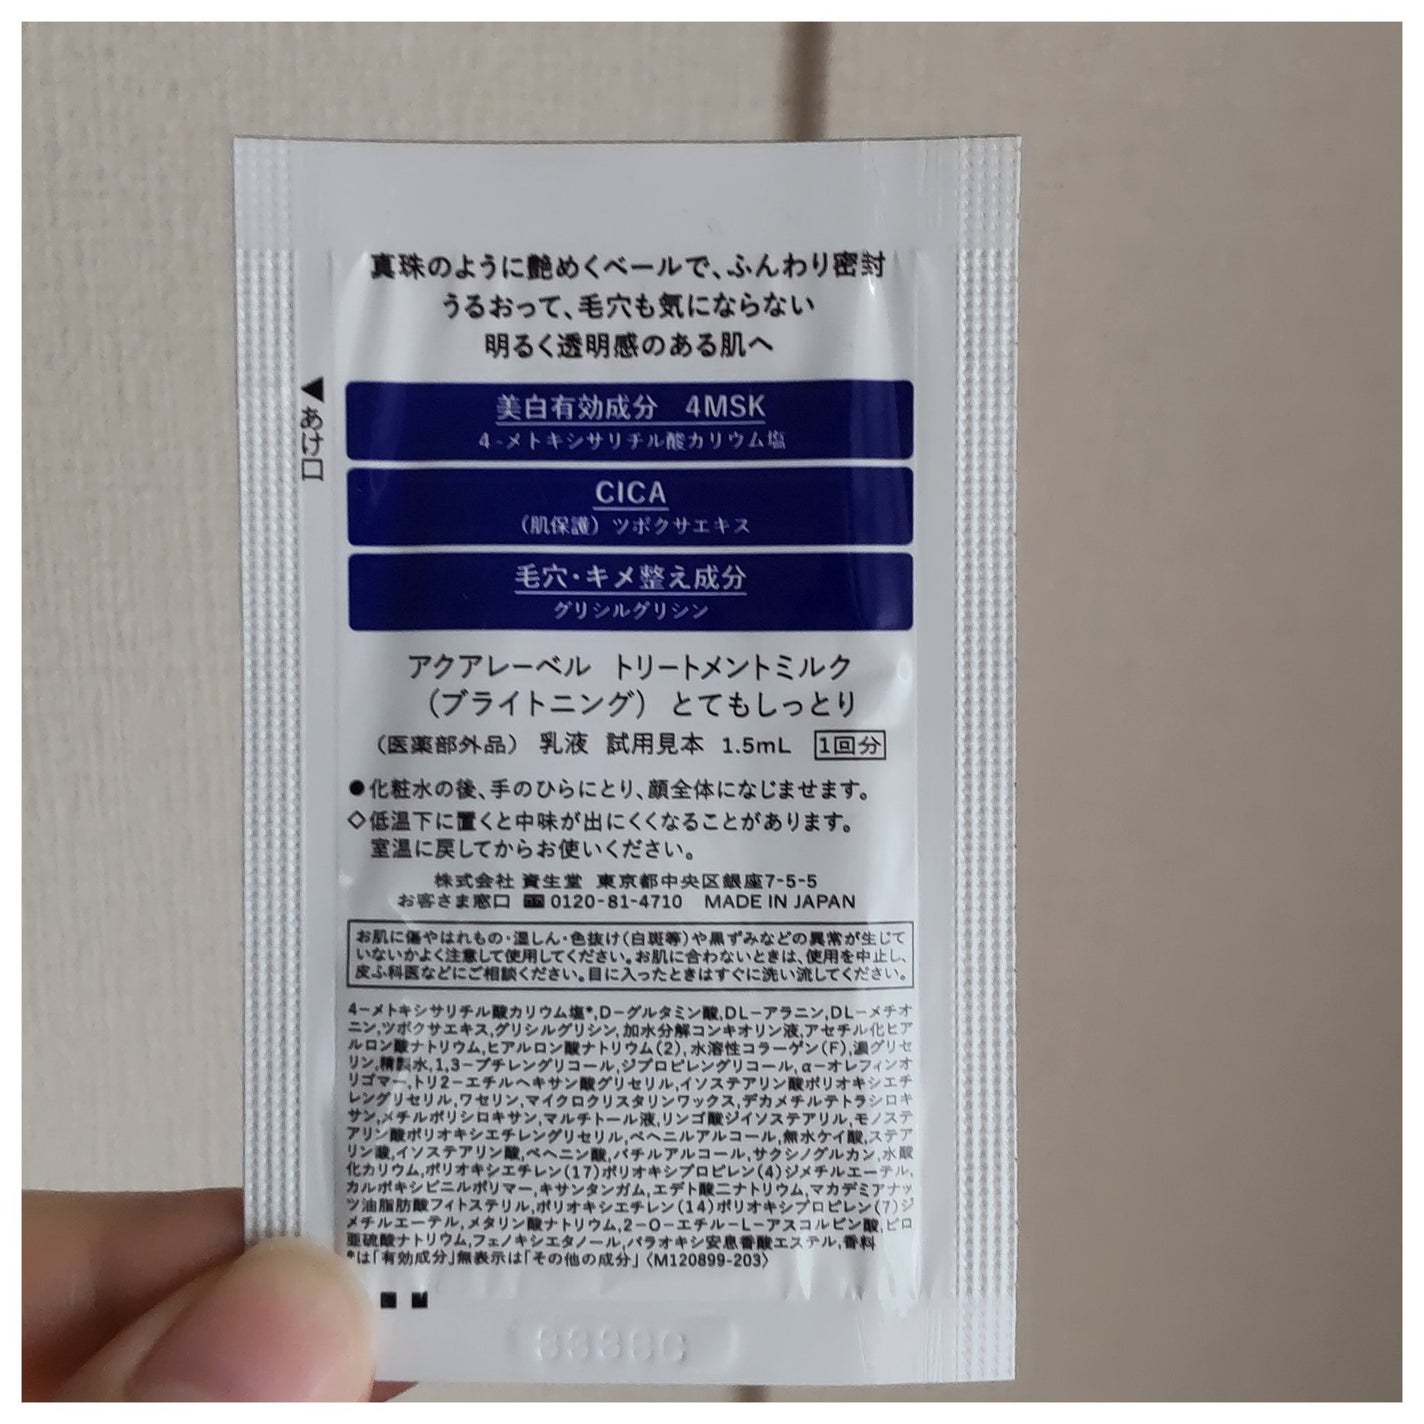 真珠のように艶めくベールで、ふんわり密封
うるおって、毛穴も気にならない
明るく透明感のある肌へ
◀あけ口
美白有効成分 4MSK
4-メトキシサリチル酸カリウム塩
CICA
（肌保護）ツボクサエキス
毛穴・キメ整え成分
グリシルグリシン
アクアレーベル トリートメントミルク
（ブライトニング）とてもしっとり
（医薬部外品） 乳液 試用見本 1.5mL 1回分
●化粧水の後、手のひらにとり、顔全体になじませます。
◇低温下に置くと中味が出にくくなることがあります。
室温に戻してからお使いください。
株式会社 資生堂 東京都中央区銀座7-5-5
お客さま窓口 0120-81-4710 MADE IN JAPAN
お肌に傷やはれもの・湿しん・色抜け（白斑等）や黒ずみなどの異常が生じて
いないかよく注意して使用してください。お肌に合わないときは、使用を中止し、
皮ふ科医などにご相談ください。目に入ったときはすぐに洗い流してください。
4－メトキシサリチル酸カリウム塩*,D－グルタミン酸,DL－アラニン,DL－メチオ
ニン,ツボクサエキス,グリシルグリシン,加水分解コンキオリン液,アセチル化ヒア
ルロン酸ナトリウム,ヒアルロン酸ナトリウム（2）,水溶性コラーゲン（F）,濃グリセ
リン,精製水,1,3－ブチレングリコール,ジプロピレングリコール,α－オレフィンオ
リゴマー,トリ2－エチルヘキサン酸グリセリル,イソステアリン酸ポリオキシエチ
レングリセリル,ワセリン,マイクロクリスタリンワックス,デカメチルテトラシロキ
サン,メチルポリシロキサン,マルチトール液,リンゴ酸ジイソステアリル,モノステ
アリン酸ポリオキシエチレングリセリル,ベヘニルアルコール,無水ケイ酸,ステア
リン酸,イソステアリン酸,ベヘニン酸,バチルアルコール,サクシノグルカン,水酸
化カリウム,ポリオキシエチレン（17）ポリオキシプロピレン（4）ジメチルエーテル,
カルボキシビニルポリマー,キサンタンガム,エデト酸二ナトリウム,マカデミアナッ
ツ油脂肪酸フィトステリル,ポリオキシエチレン（14）ポリオキシプロピレン（7）ジ
メチルエーテル,メタリン酸ナトリウム,2－O－エチル－L－アスコルビン酸,ピロ
亜硫酸ナトリウム,フェノキシエタノール,パラオキシ安息香酸エステル,香料
*は「有効成分」無表示は「その他の成分」〈M120899-203〉